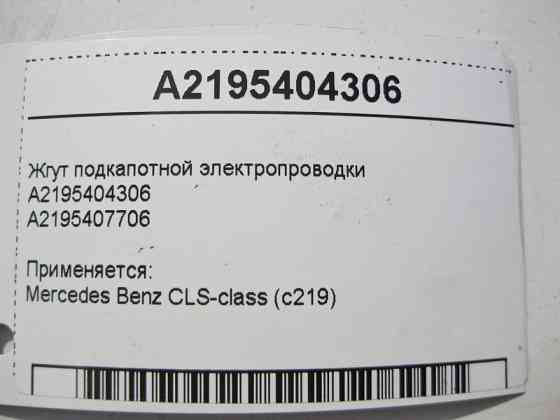 A2195404306
Жгут подкапотной электропроводки
A2195404306
A2195407706
Применяется:
Mercedes Benz CLS-class (c219)